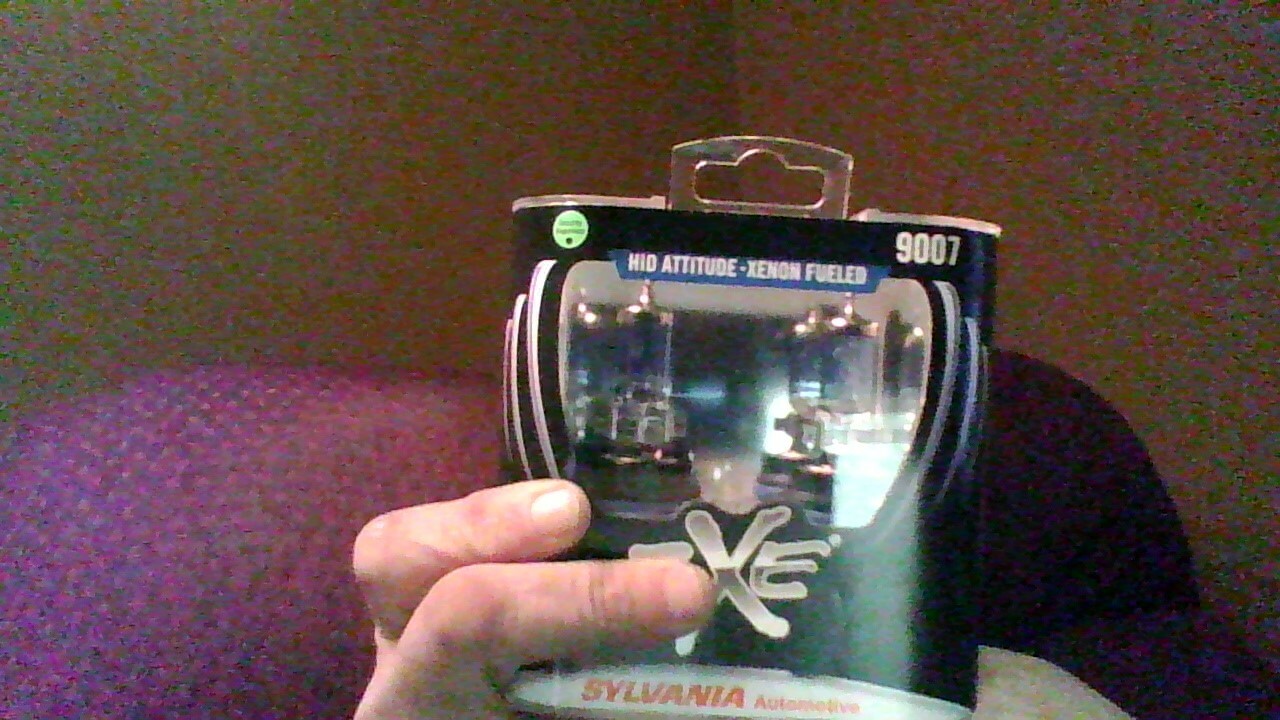 9007
HID ATTITUDE-XENON FUELED
XE
SYLVANIA Automotive